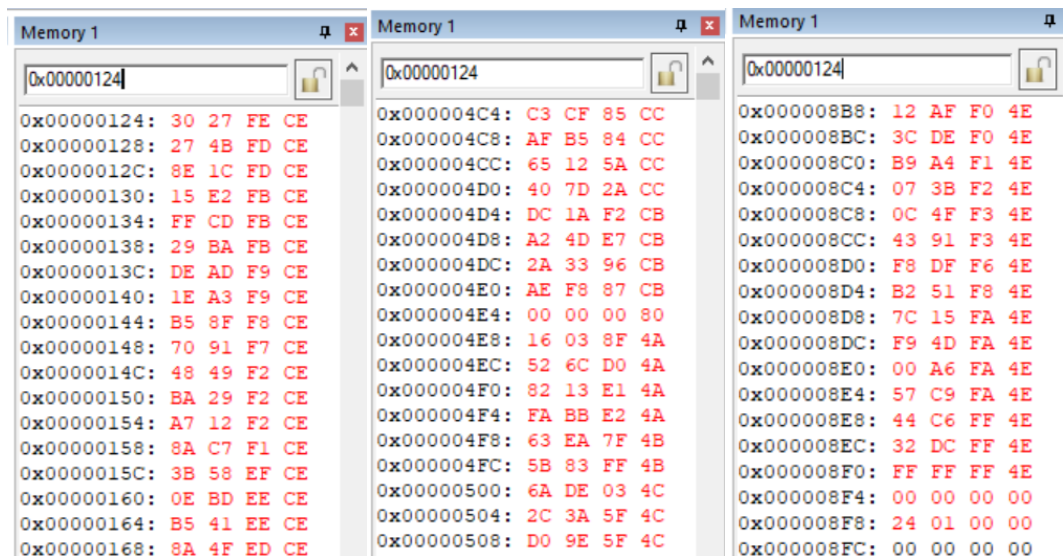 Memory 1
0x00000124
0x00000124: 30 27 FE CE
0x00000128: 27 4B FD CE
0x0000012C: 8E 1C FD CE
0x00000130: 15 E2 FB CE
0x00000134: FF CD FB CE
0x00000138: 29 BA FB CE
0x0000013C: DE AD F9 CE
0x00000140: 1E A3 F9 CE
0x00000144: B5 8F F8 CE
0x00000148: 70 91 F7 CE
0x0000014C: 48 49 F2 CE
0x00000150: BA 29 F2 CE
0x00000154: A7 12 F2 CE
0x00000158: 8A C7 F1 CE
0x0000015C: 3B 58 EF CE
0x00000160: 0E BD EE CE
0x00000164: B5 41 EE CE
0x00000168: 8A 4F ED CE
Memory 1
0x00000124
0x000004C4: C3 CF 85 CC
0x000004C8: AF B5 84 CC
0x000004CC: 65 12 5A CC
0x000004D0: 40 7D 2A CC
0x000004D4: DC 1A F2 CB
0x000004D8: A2 4D E7 CB
0x000004DC: 2A 33 96 CB
0x000004E0: AE F8 87 CB
0x000004E4: 00 00 00 80
0x000004E8: 16 03 8F 4A
0x000004EC: 52 6C D0 4A
0x000004F0: 82 13 E1 4A
0x000004F4: FA BB E2 4A
0x000004F8: 63 EA 7F 4B
0x000004FC: 5B 83 FF 4B
0x00000500: 6A DE 03 4C
0x00000504: 2C 3A 5F 4C
0x00000508: D0 9E 5F 4C
Memory 1
0x00000124
0x000008B8: 12 AF F0 4E
0x000008BC: 3C DE F0 4E
0x000008C0: B9 A4 F1 4E
0x000008C4: 07 3B F2 4E
0x000008C8: 0C 4F F3 4E
0x000008CC: 43 91 F3 4E
0x000008D0: F8 DF F6 4E
0x000008D4: B2 51 F8 4E
0x000008D8: 7C 15 FA 4E
0x000008DC: F9 4D FA 4E
0x000008E0: 00 A6 FA 4E
0x000008E4: 57 C9 FA 4E
0x000008E8: 44 C6 FF 4E
0x000008EC: 32 DC FF 4E
0x000008F0: FF FF FF 4E
0x000008F4: 00 00 00 00
0x000008F8: 24 01 00 00
0x000008FC: 00 00 00 00